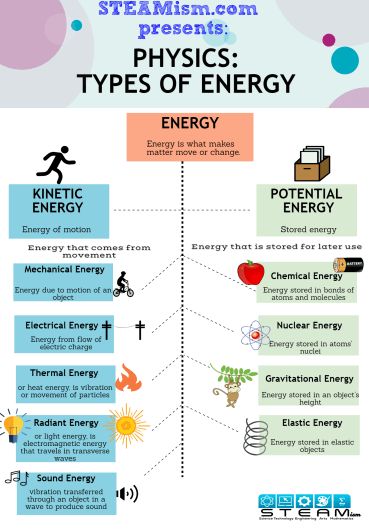 STEAMism.com
presents:
PHYSICS:
TYPES OF ENERGY
ENERGY
Energy is what makes
matter move or change.
KINETIC
ENERGY
Energy of motion
POTENTIAL
ENERGY
Stored energy
Energy that comes from
movement
Energy that is stored for later use
Mechanical Energy
Energy due to motion of an
object
BATTERY
Chemical Energy
Energy stored in bonds of
atoms and molecules
Electrical Energy
Energy from flow of
electric charge
Nuclear Energy
Energy stored in atoms'
nuclei
Thermal Energy
or heat energy, is vibration
or movement of particles
Gravitational Energy
Energy stored in an object's
height
Radiant Energy
or light energy, is
electromagnetic energy
that travels in transverse
waves
Elastic Energy
Energy stored in elastic
objects
Sound Energy
vibration transferred
through an object in a
wave to produce sound
STEAMism
Science Technology Engineering Arts Mathematics